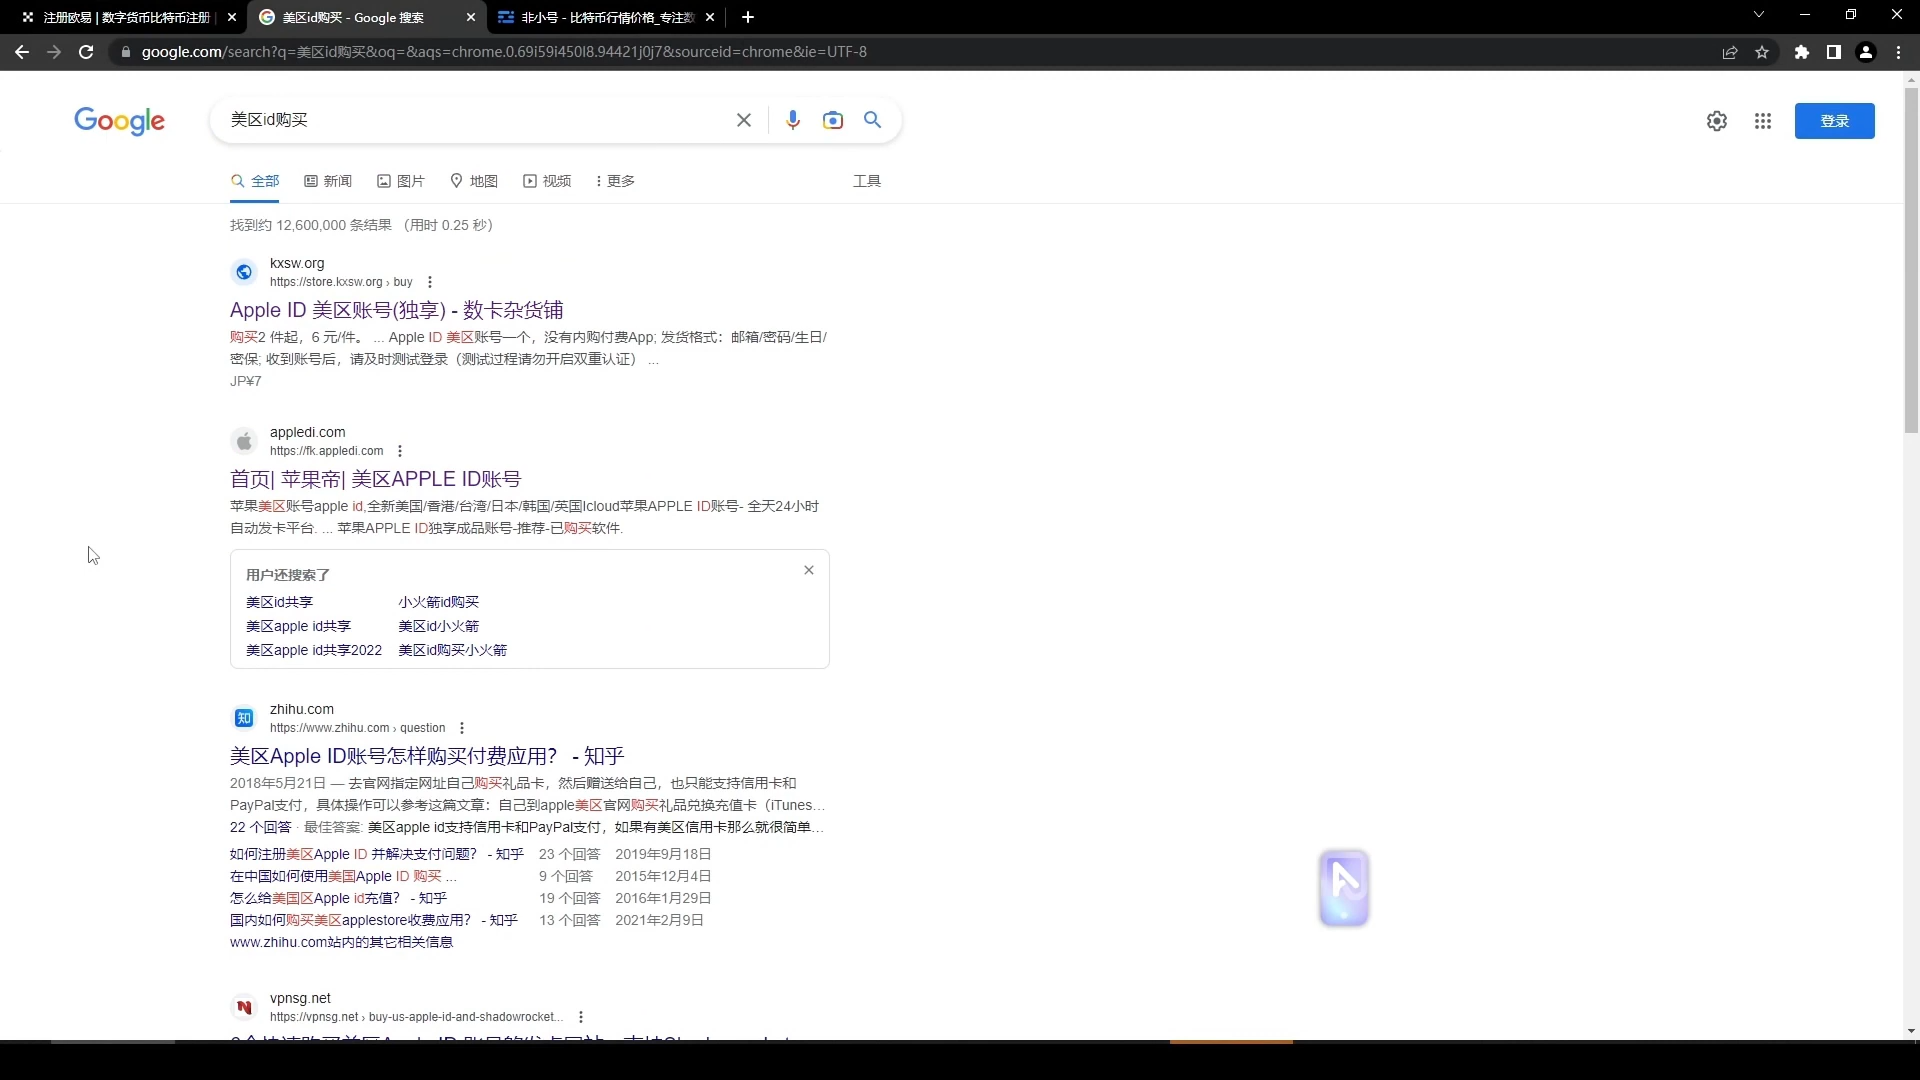 注册欧易 | 数字货币比特币注册
美区id购买 - Google 搜索
非小号 - 比特币行情价格_专注数
google.com/search?q=美区id购买&oq=&aqs=chrome.0.69i59i450l8.94421j0j7&sourceid=chrome&ie=UTF-8
Google
美区id购买
登录
全部
新闻
图片
地图
视频
更多
工具
找到约 12,600,000 条结果 （用时 0.25 秒）
kxsw.org
https://store.kxsw.org › buy
Apple ID 美区账号(独享) - 数卡杂货铺
购买2 件起，6 元/件。 ... Apple ID 美区账号一个，没有内购付费App; 发货格式：邮箱/密码/生日/
密保; 收到账号后，请及时测试登录（测试过程请勿开启双重认证） ...
JP¥7
appledi.com
https://fk.appledi.com
首页| 苹果帝| 美区APPLE ID账号
苹果美区账号apple id,全新美国/香港/台湾/日本/韩国/英国Icloud苹果APPLE ID账号- 全天24小时
自动发卡平台. ... 苹果APPLE ID独享成品账号-推荐-已购买软件.
用户还搜索了
美区id共享
小火箭id购买
美区apple id共享
美区id小火箭
美区apple id共享2022
美区id购买小火箭
知
zhihu.com
https://www.zhihu.com › question
美区Apple ID账号怎样购买付费应用？ - 知乎
2018年5月21日 — 去官网指定网址自己购买礼品卡，然后赠送给自己，也只能支持信用卡和
PayPal支付，具体操作可以参考这篇文章：自己到apple美区官网购买礼品兑换充值卡（iTunes...
22 个回答 · 最佳答案: 美区apple id支持信用卡和PayPal支付，如果有美区信用卡那么就很简单...
如何注册美区Apple ID 并解决支付问题？ - 知乎 23 个回答 2019年9月18日
在中国如何使用美国Apple ID 购买 ... 9 个回答 2015年12月4日
怎么给美国区Apple id充值？ - 知乎 19 个回答 2016年1月29日
国内如何购买美区applestore收费应用？ - 知乎 13 个回答 2021年2月9日
www.zhihu.com站内的其它相关信息
vpnsg.net
https://vpnsg.net › buy-us-apple-id-and-shadowrocket...